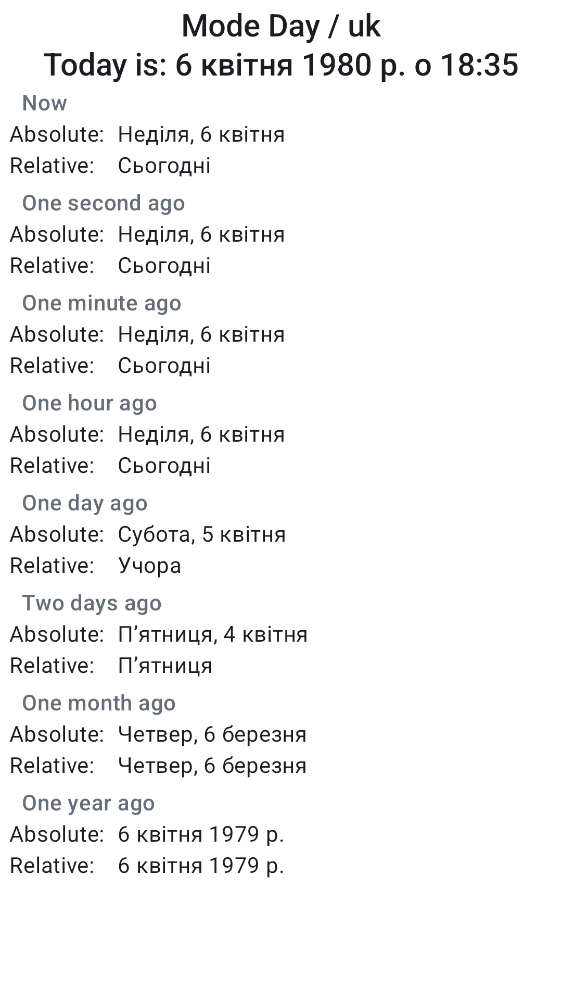 Mode Day / uk
Today is: 6 квітня 1980 р. о 18:35
Now
Absolute: Неділя, 6 квітня
Relative: Сьогодні
One second ago
Absolute: Неділя, 6 квітня
Relative: Сьогодні
One minute ago
Absolute: Неділя, 6 квітня
Relative: Сьогодні
One hour ago
Absolute: Неділя, 6 квітня
Relative: Сьогодні
One day ago
Absolute: Субота, 5 квітня
Relative: Учора
Two days ago
Absolute: Пʼятниця, 4 квітня
Relative: Пʼятниця
One month ago
Absolute: Четвер, 6 березня
Relative: Четвер, 6 березня
One year ago
Absolute: 6 квітня 1979 р.
Relative: 6 квітня 1979 р.